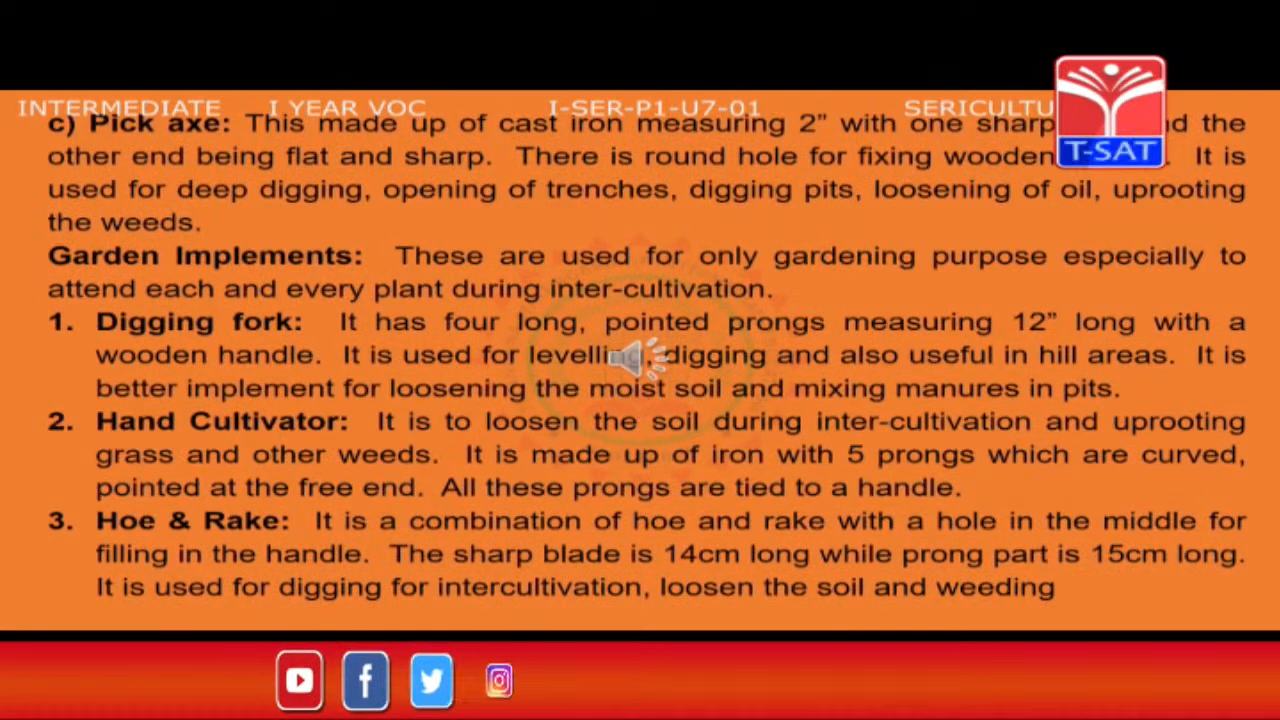 INTERMEDIATE I YEAR VOC I-SER-P1-U7-01 SERICULTU
T-SAT
c) Pick axe: This made up of cast iron measuring 2” with one sharp and the
other end being flat and sharp. There is round hole for fixing wooden . It is
used for deep digging, opening of trenches, digging pits, loosening of oil, uprooting
the weeds.
Garden Implements: These are used for only gardening purpose especially to
attend each and every plant during inter-cultivation.
1. Digging fork: It has four long, pointed prongs measuring 12” long with a
wooden handle. It is used for levelling, digging and also useful in hill areas. It is
better implement for loosening the moist soil and mixing manures in pits.
2. Hand Cultivator: It is to loosen the soil during inter-cultivation and uprooting
grass and other weeds. It is made up of iron with 5 prongs which are curved,
pointed at the free end. All these prongs are tied to a handle.
3. Hoe & Rake: It is a combination of hoe and rake with a hole in the middle for
filling in the handle. The sharp blade is 14cm long while prong part is 15cm long.
It is used for digging for intercultivation, loosen the soil and weeding